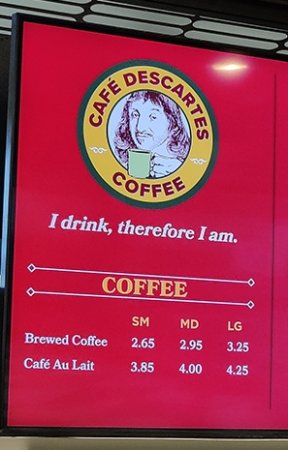 CAFÉ DESCARTES
COFFEE
I drink, therefore I am.
COFFEE
SM MD LG
Brewed Coffee 2.65 2.95 3.25
Café Au Lait 3.85 4.00 4.25